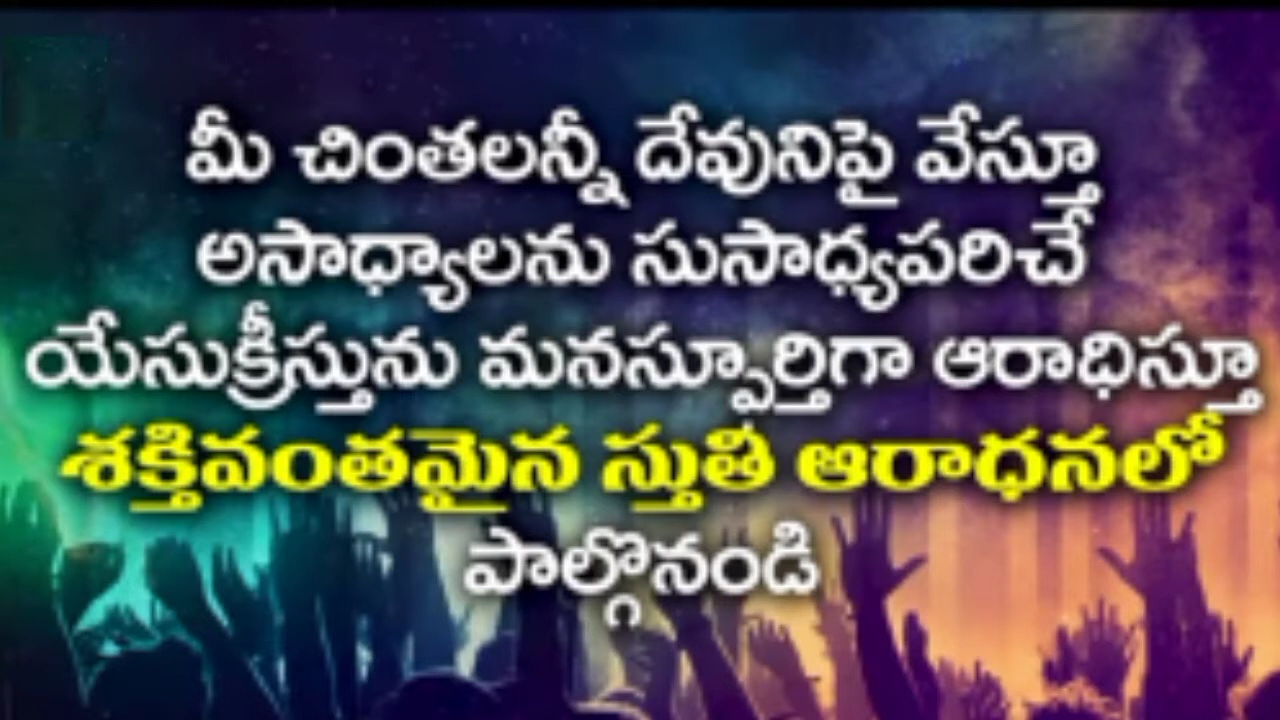 మీ చింతలన్నీ దేవునిపై వేస్తూ
అసాధ్యాలను సుసాధ్యపరిచే
యేసుక్రీస్తును మనస్పూర్తిగా ఆరాధిస్తూ
శక్తివంతమైన స్తుతి ఆరాధనలో
పాల్గొనండి